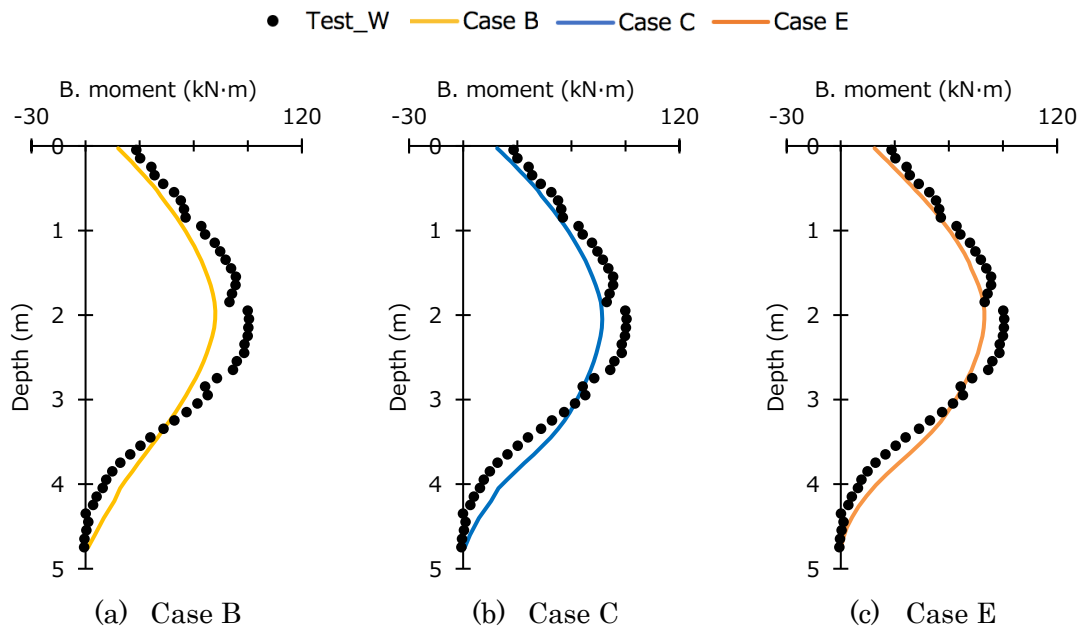 Test_W Case B Case C Case E
B. moment (kN·m) B. moment (kN·m) B. moment (kN·m)
-30 120 -30 120 -30 120
0 0 0
1 1 1
2 2 2
3 3 3
4 4 4
5 5 5
Depth (m) Depth (m) Depth (m)
(a) Case B (b) Case C (c) Case E